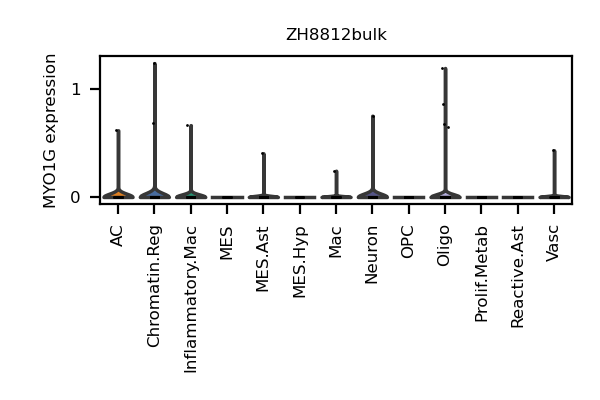 ZH8812bulk
MYO1G expression
1
0
AC
Chromatin.Reg
Inflammatory.Mac
MES
MES.Ast
MES.Hyp
Mac
Neuron
OPC
Oligo
Prolif.Metab
Reactive.Ast
Vasc